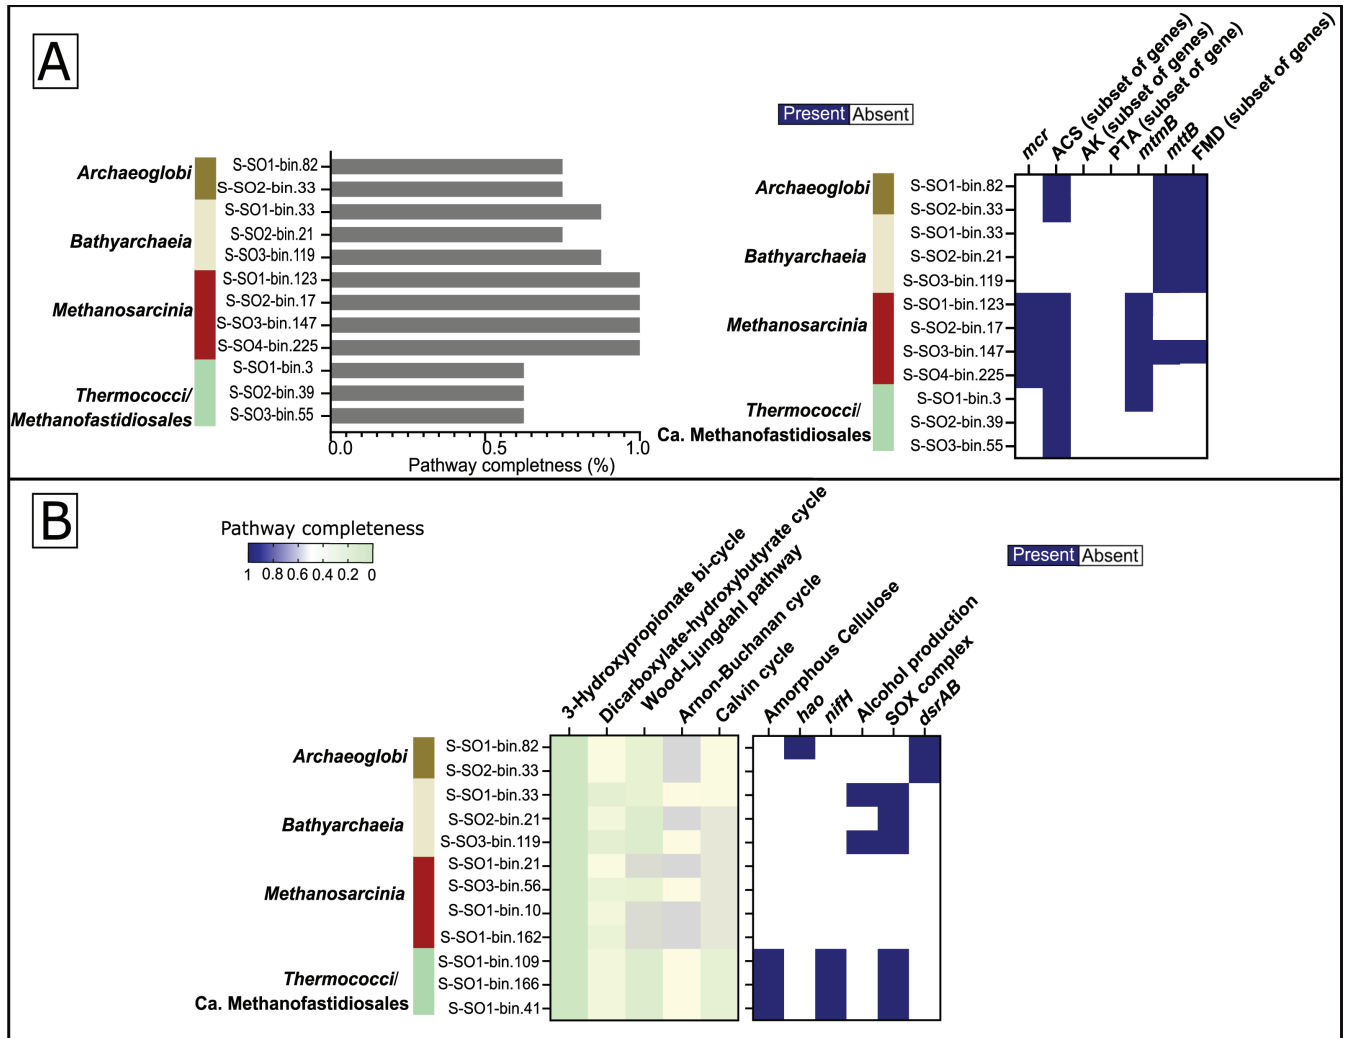 A
Archaeoglobi
Bathyarchaeia
Methanosarcinia
Thermococci/
Methanofastidiosales
S-SO1-bin.82
S-SO2-bin.33
S-SO1-bin.33
S-SO2-bin.21
S-SO3-bin.119
S-SO1-bin.123
S-SO2-bin.17
S-SO3-bin.147
S-SO4-bin.225
S-SO1-bin.3
S-SO2-bin.39
S-SO3-bin.55
0.0 0.5 1.0
Pathway completness (%)
Present Absent
mcr
ACS (subset of genes)
AK (subset of genes)
PTA (subset of gene)
mtmB
mttB
FMD (subset of genes)
Archaeoglobi
Bathyarchaeia
Methanosarcinia
Thermococci/
Ca. Methanofastidiosales
S-SO1-bin.82
S-SO2-bin.33
S-SO1-bin.33
S-SO2-bin.21
S-SO3-bin.119
S-SO1-bin.123
S-SO2-bin.17
S-SO3-bin.147
S-SO4-bin.225
S-SO1-bin.3
S-SO2-bin.39
S-SO3-bin.55
B
Pathway completeness
1 0.8 0.6 0.4 0.2 0
3-Hydroxypropionate bi-cycle
Dicarboxylate-hydroxybutyrate cycle
Wood-Ljungdahl pathway
Arnon-Buchanan cycle
Calvin cycle
Amorphous Cellulose
hao
nifH
Alcohol production
SOX complex
dsrAB
Present Absent
Archaeoglobi
Bathyarchaeia
Methanosarcinia
Thermococci/
Ca. Methanofastidiosales
S-SO1-bin.82
S-SO2-bin.33
S-SO1-bin.33
S-SO2-bin.21
S-SO3-bin.119
S-SO1-bin.21
S-SO3-bin.56
S-SO1-bin.10
S-SO1-bin.162
S-SO1-bin.109
S-SO1-bin.166
S-SO1-bin.41